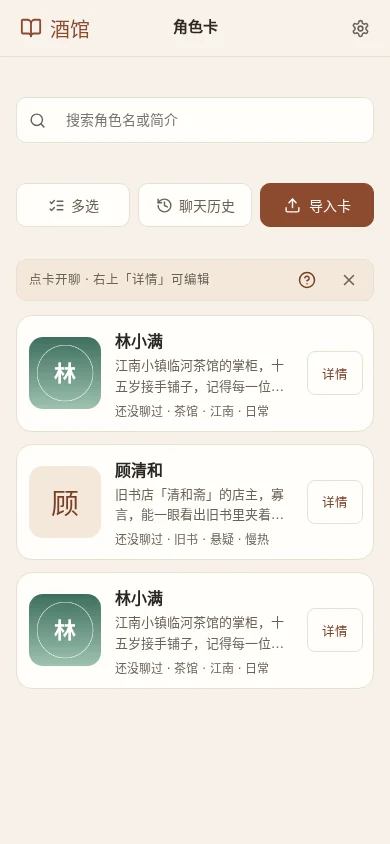 酒馆
角色卡
搜索角色名或简介
多选
聊天历史
导入卡
点卡开聊 · 右上「详情」可编辑
林
林小满
江南小镇临河茶馆的掌柜，十
五岁接手铺子，记得每一位…
还没聊过 · 茶馆 · 江南 · 日常
详情
顾
顾清和
旧书店「清和斋」的店主，寡
言，能一眼看出旧书里夹着…
还没聊过 · 旧书 · 悬疑 · 慢热
详情
林
林小满
江南小镇临河茶馆的掌柜，十
五岁接手铺子，记得每一位…
还没聊过 · 茶馆 · 江南 · 日常
详情